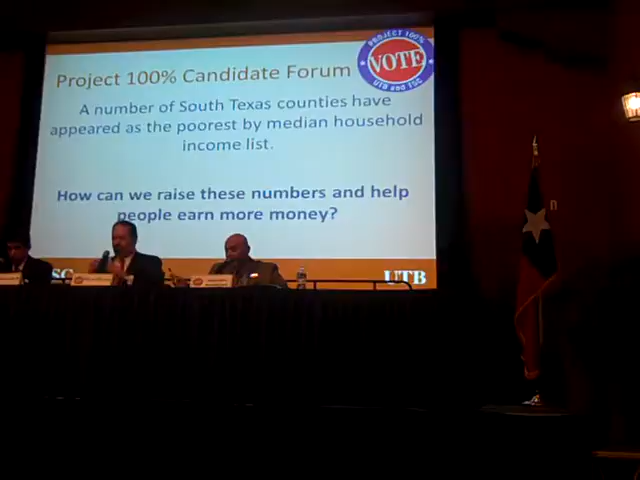 Project 100% Candidate Forum
PROJECT 100%
VOTE
UTB and TSC
A number of South Texas counties have
appeared as the poorest by median household
income list.
How can we raise these numbers and help
people earn more money?
UTB